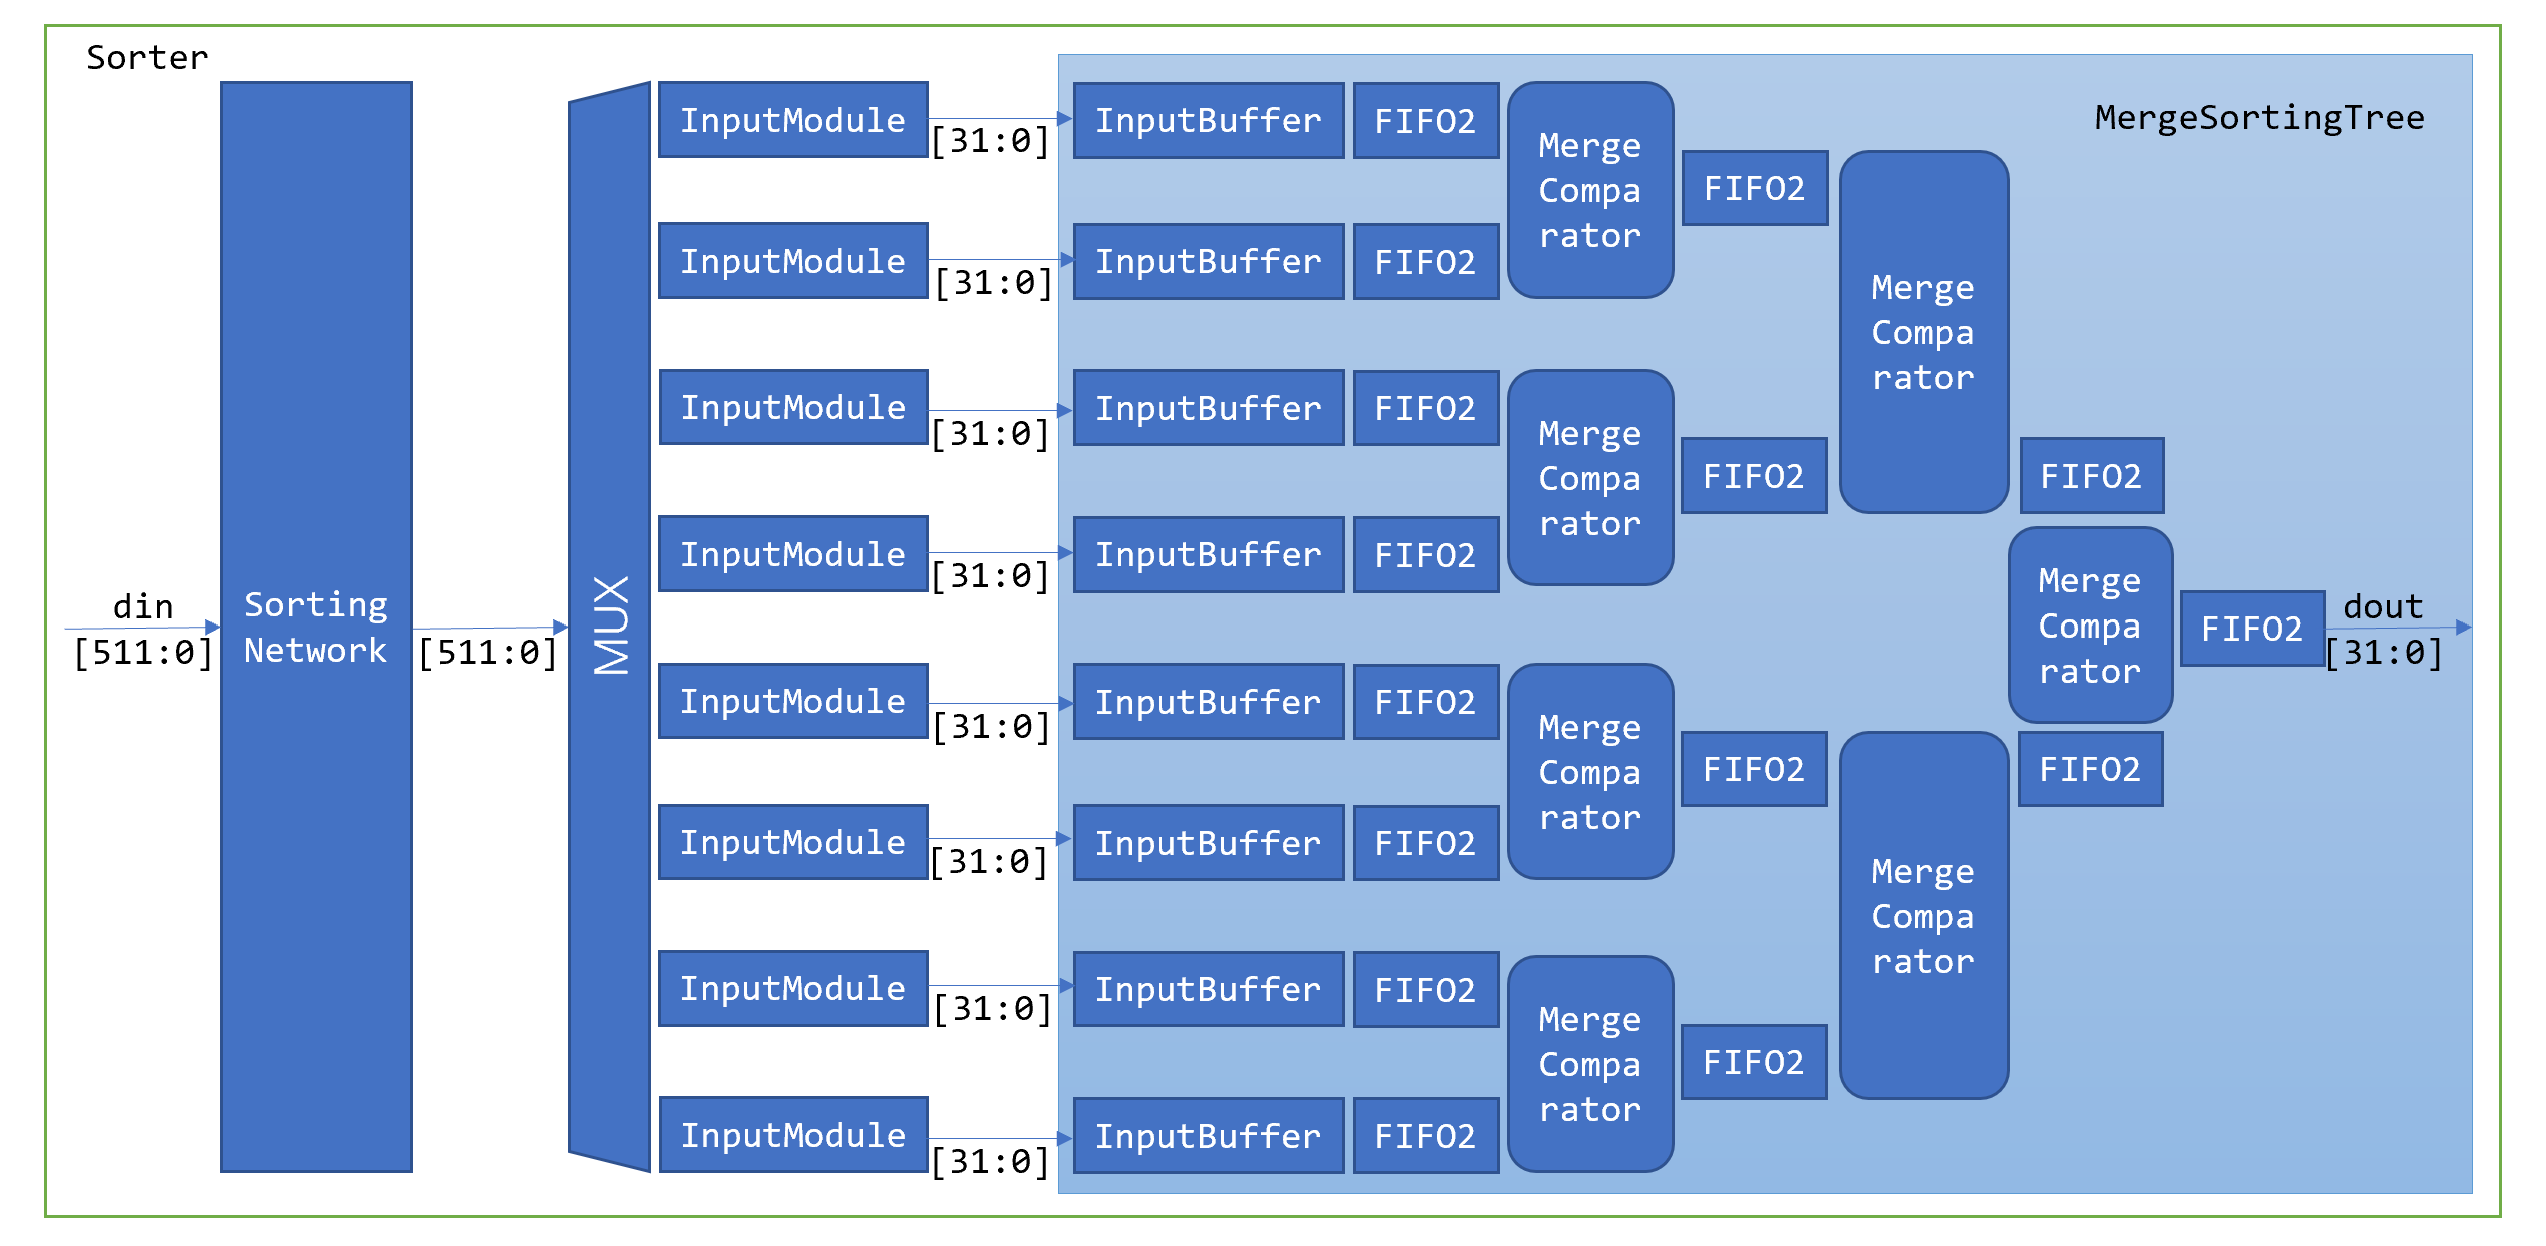 Sorter
din
[511:0]
Sorting
Network
[511:0]
MUX
InputModule
[31:0]
InputModule
[31:0]
InputModule
[31:0]
InputModule
[31:0]
InputModule
[31:0]
InputModule
[31:0]
InputModule
[31:0]
InputModule
[31:0]
MergeSortingTree
InputBuffer
FIFO2
InputBuffer
FIFO2
InputBuffer
FIFO2
InputBuffer
FIFO2
InputBuffer
FIFO2
InputBuffer
FIFO2
InputBuffer
FIFO2
InputBuffer
FIFO2
Merge
Compa
rator
Merge
Compa
rator
Merge
Compa
rator
Merge
Compa
rator
FIFO2
FIFO2
FIFO2
FIFO2
Merge
Compa
rator
Merge
Compa
rator
FIFO2
Merge
Compa
rator
FIFO2
FIFO2
dout
[31:0]